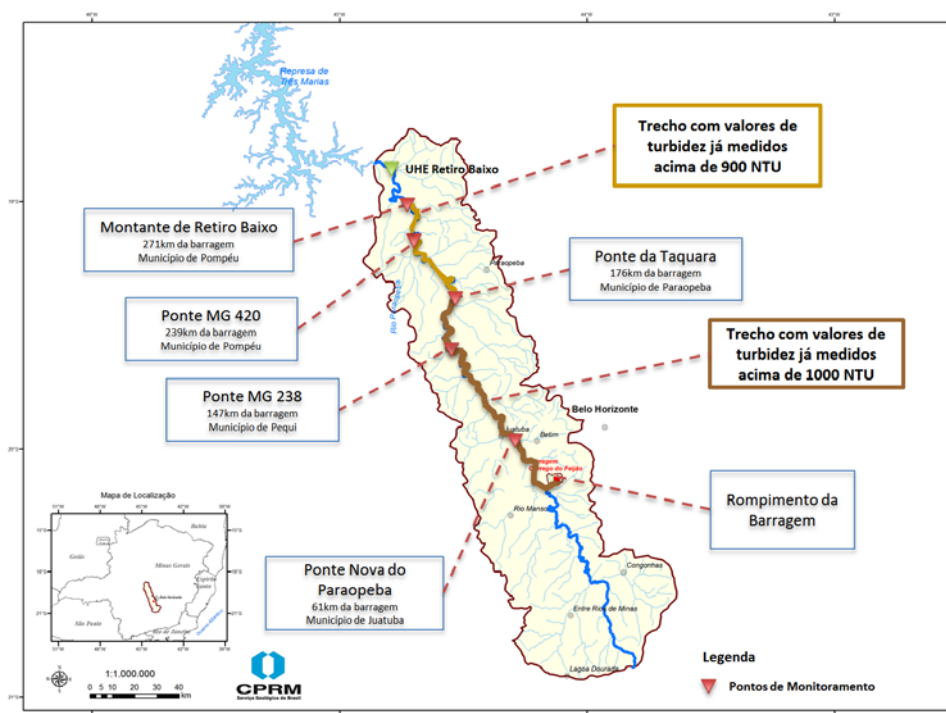 46°W
45°W
44°W
43°W
Represa de
Três Marias
Trecho com valores de
turbidez já medidos
acima de 900 NTU
UHE Retiro Baixo
Montante de Retiro Baixo
271km da barragem
Município de Pompéu
Ponte da Taquara
176km da barragem
Município de Paraopeba
Paraopeba
Ponte MG 420
239km da barragem
Município de Pompéu
Trecho com valores de
turbidez já medidos
acima de 1000 NTU
Ponte MG 238
147km da barragem
Município de Pequi
Belo Horizonte
Juatuba
Betim
Córrego do Feijão
Rio Manso
Rompimento da
Barragem
Mapa de Localização
Bahia
Goiás
Minas Gerais
Espírito
Santo
Belo Horizonte
São Paulo
Rio de Janeiro
Oceano Atlântico
Ponte Nova do
Paraopeba
61km da barragem
Município de Juatuba
Congonhas
Entre Rios de Minas
Lagoa Dourada
1:1.000.000
0 5 10 20 30 40
km
CPRM
Serviço Geológico do Brasil
Legenda
Pontos de Monitoramento